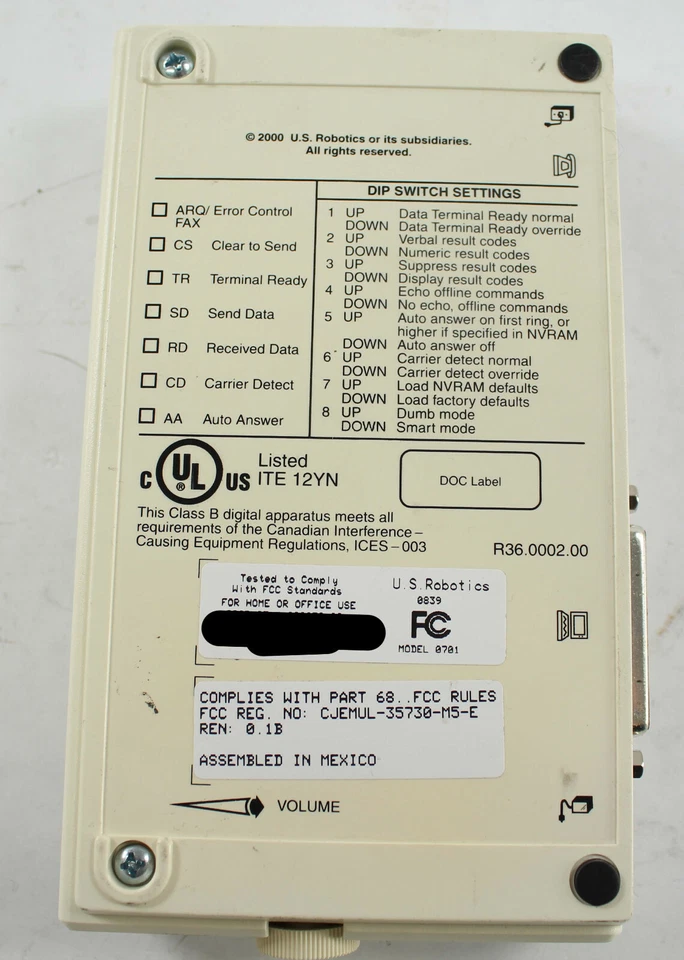 © 2000 U.S. Robotics or its subsidiaries.
All rights reserved.
ARQ/ Error Control
FAX
CS Clear to Send
TR Terminal Ready
SD Send Data
RD Received Data
CD Carrier Detect
AA Auto Answer
DIP SWITCH SETTINGS
1 UP Data Terminal Ready normal
DOWN Data Terminal Ready override
2 UP Verbal result codes
DOWN Numeric result codes
3 UP Suppress result codes
DOWN Display result codes
4 UP Echo offline commands
DOWN No echo, offline commands
5 UP Auto answer on first ring, or
higher if specified in NVRAM
DOWN Auto answer off
6 UP Carrier detect normal
DOWN Carrier detect override
7 UP Load NVRAM defaults
DOWN Load factory defaults
8 UP Dumb mode
DOWN Smart mode
C UL ® US
Listed
ITE 12YN
DOC Label
This Class B digital apparatus meets all
requirements of the Canadian Interference–
Causing Equipment Regulations, ICES–003
R36.0002.00
Tested to Comply
With FCC Standards
FOR HOME OR OFFICE USE
U.S.Robotics
0839
FC
MODEL 0701
COMPLIES WITH PART 68..FCC RULES
FCC REG. NO: CJEMUL-35730-M5-E
REN: 0.1B
ASSEMBLED IN MEXICO
VOLUME